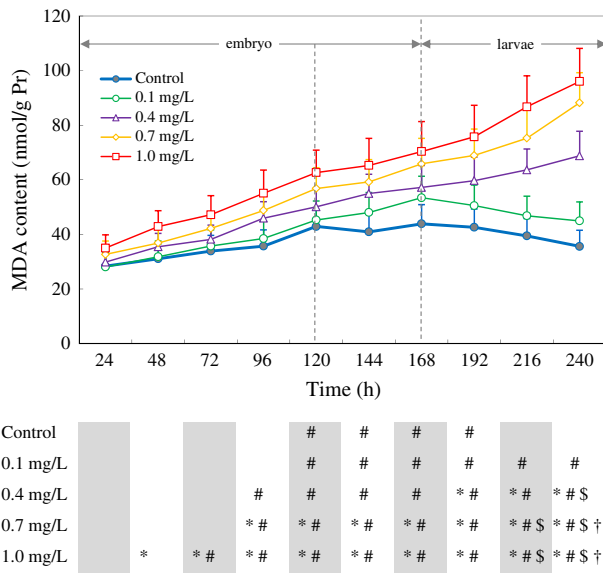 120
embryo
larvae
Control
0.1 mg/L
0.4 mg/L
0.7 mg/L
1.0 mg/L
100
80
60
40
20
0
MDA content (nmol/g Pr)
24 48 72 96 120 144 168 192 216 240
Time (h)
Control # # # #
0.1 mg/L # # # # # #
0.4 mg/L # # # # * # * # * # $
0.7 mg/L * # * # * # * # * # * # $ * # $ †
1.0 mg/L * * # * # * # * # * # * # * # $ * # $ †